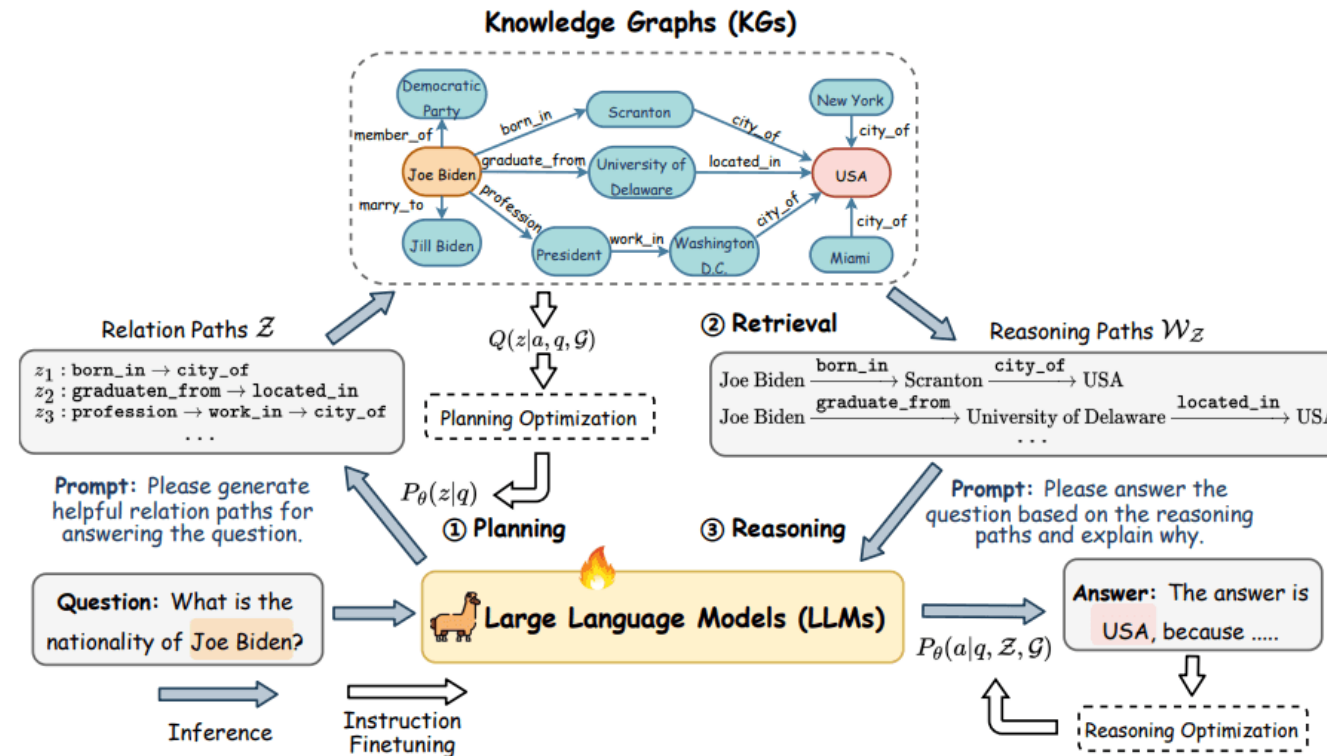 Knowledge Graphs (KGs)
Democratic
Party
member_of
Joe Biden
marry_to
Jill Biden
born_in
Scranton
city_of
graduate_from
University of
Delaware
located_in
profession
President
work_in
Washington
D.C.
city_of
New York
city_of
USA
city_of
Miami
Relation Paths Z
z1 : born_in → city_of
z2 : graduaten_from → located_in
z3 : profession → work_in → city_of
...
Q(z|a, q, G)
Planning Optimization
Pθ(z|q)
② Retrieval
Reasoning Paths W_Z
Joe Biden born_in → Scranton city_of → USA
Joe Biden graduate_from → University of Delaware located_in → USA
...
Prompt: Please generate
helpful relation paths for
answering the question.
① Planning
③ Reasoning
Prompt: Please answer the
question based on the reasoning
paths and explain why.
Question: What is the
nationality of Joe Biden?
Large Language Models (LLMs)
Pθ(a|q, Z, G)
Answer: The answer is
USA, because .....
Inference
Instruction
Finetuning
Reasoning Optimization